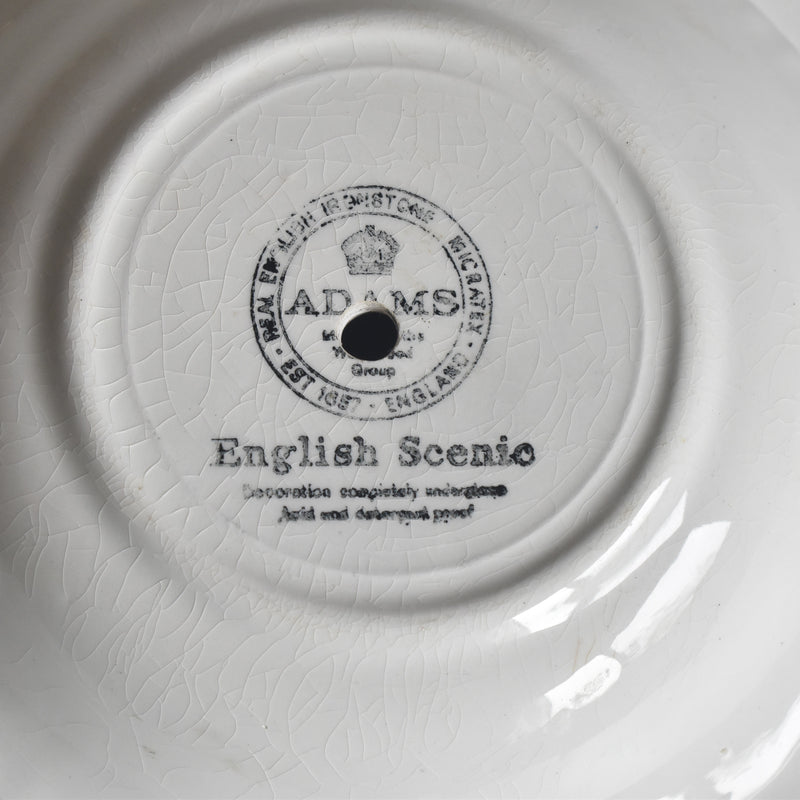 REAL ENGLISH IRONSTONE · MICRATEX ·
EST 1657 · ENGLAND ·
ADAMS
Group
English Scenic
Decoration completely underglaze
Acid and detergent proof